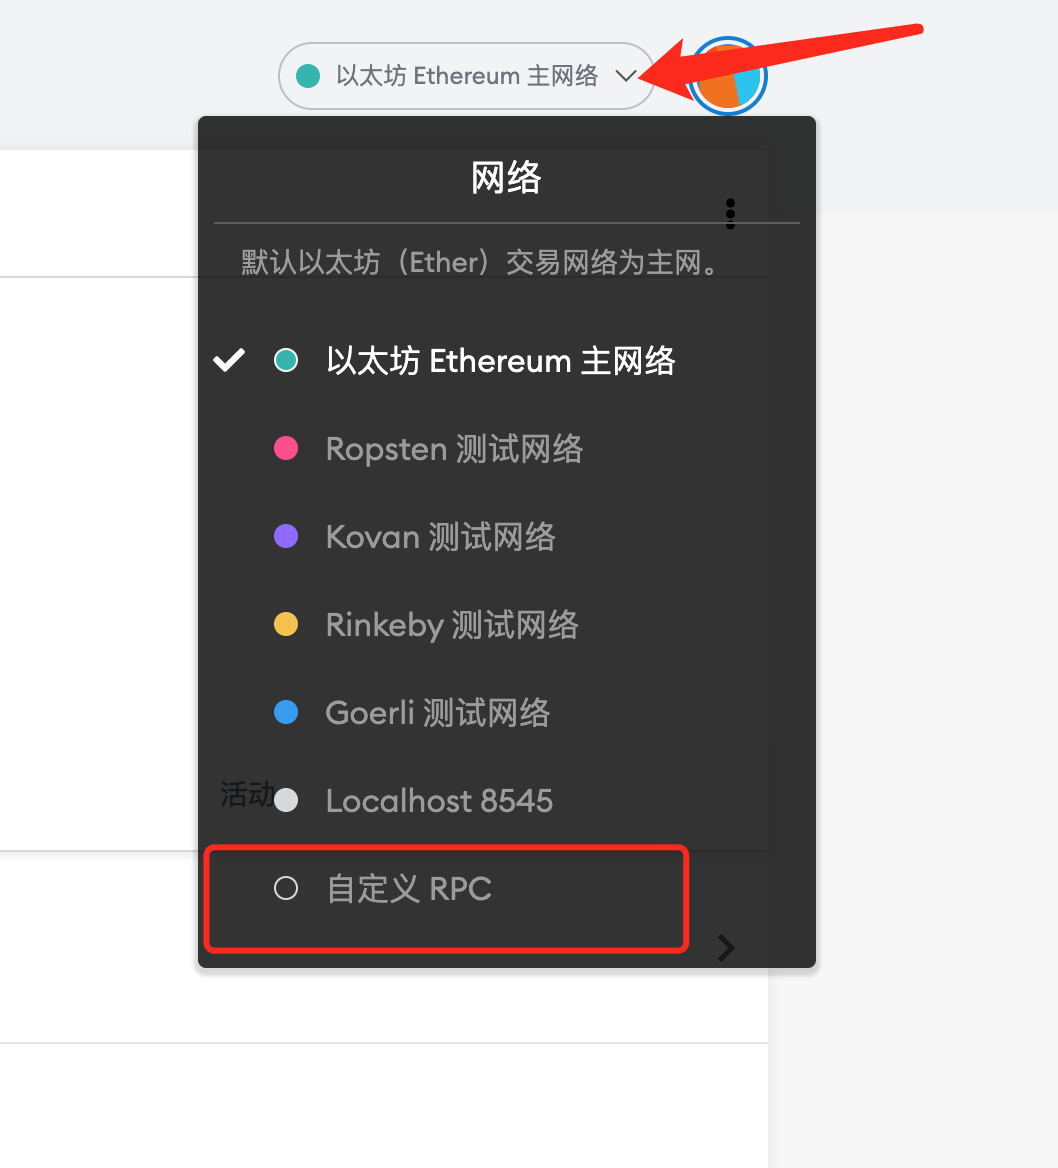 以太坊 Ethereum 主网络
网络
默认以太坊（Ether）交易网络为主网。
以太坊 Ethereum 主网络
Ropsten 测试网络
Kovan 测试网络
Rinkeby 测试网络
Goerli 测试网络
活动
Localhost 8545
自定义 RPC